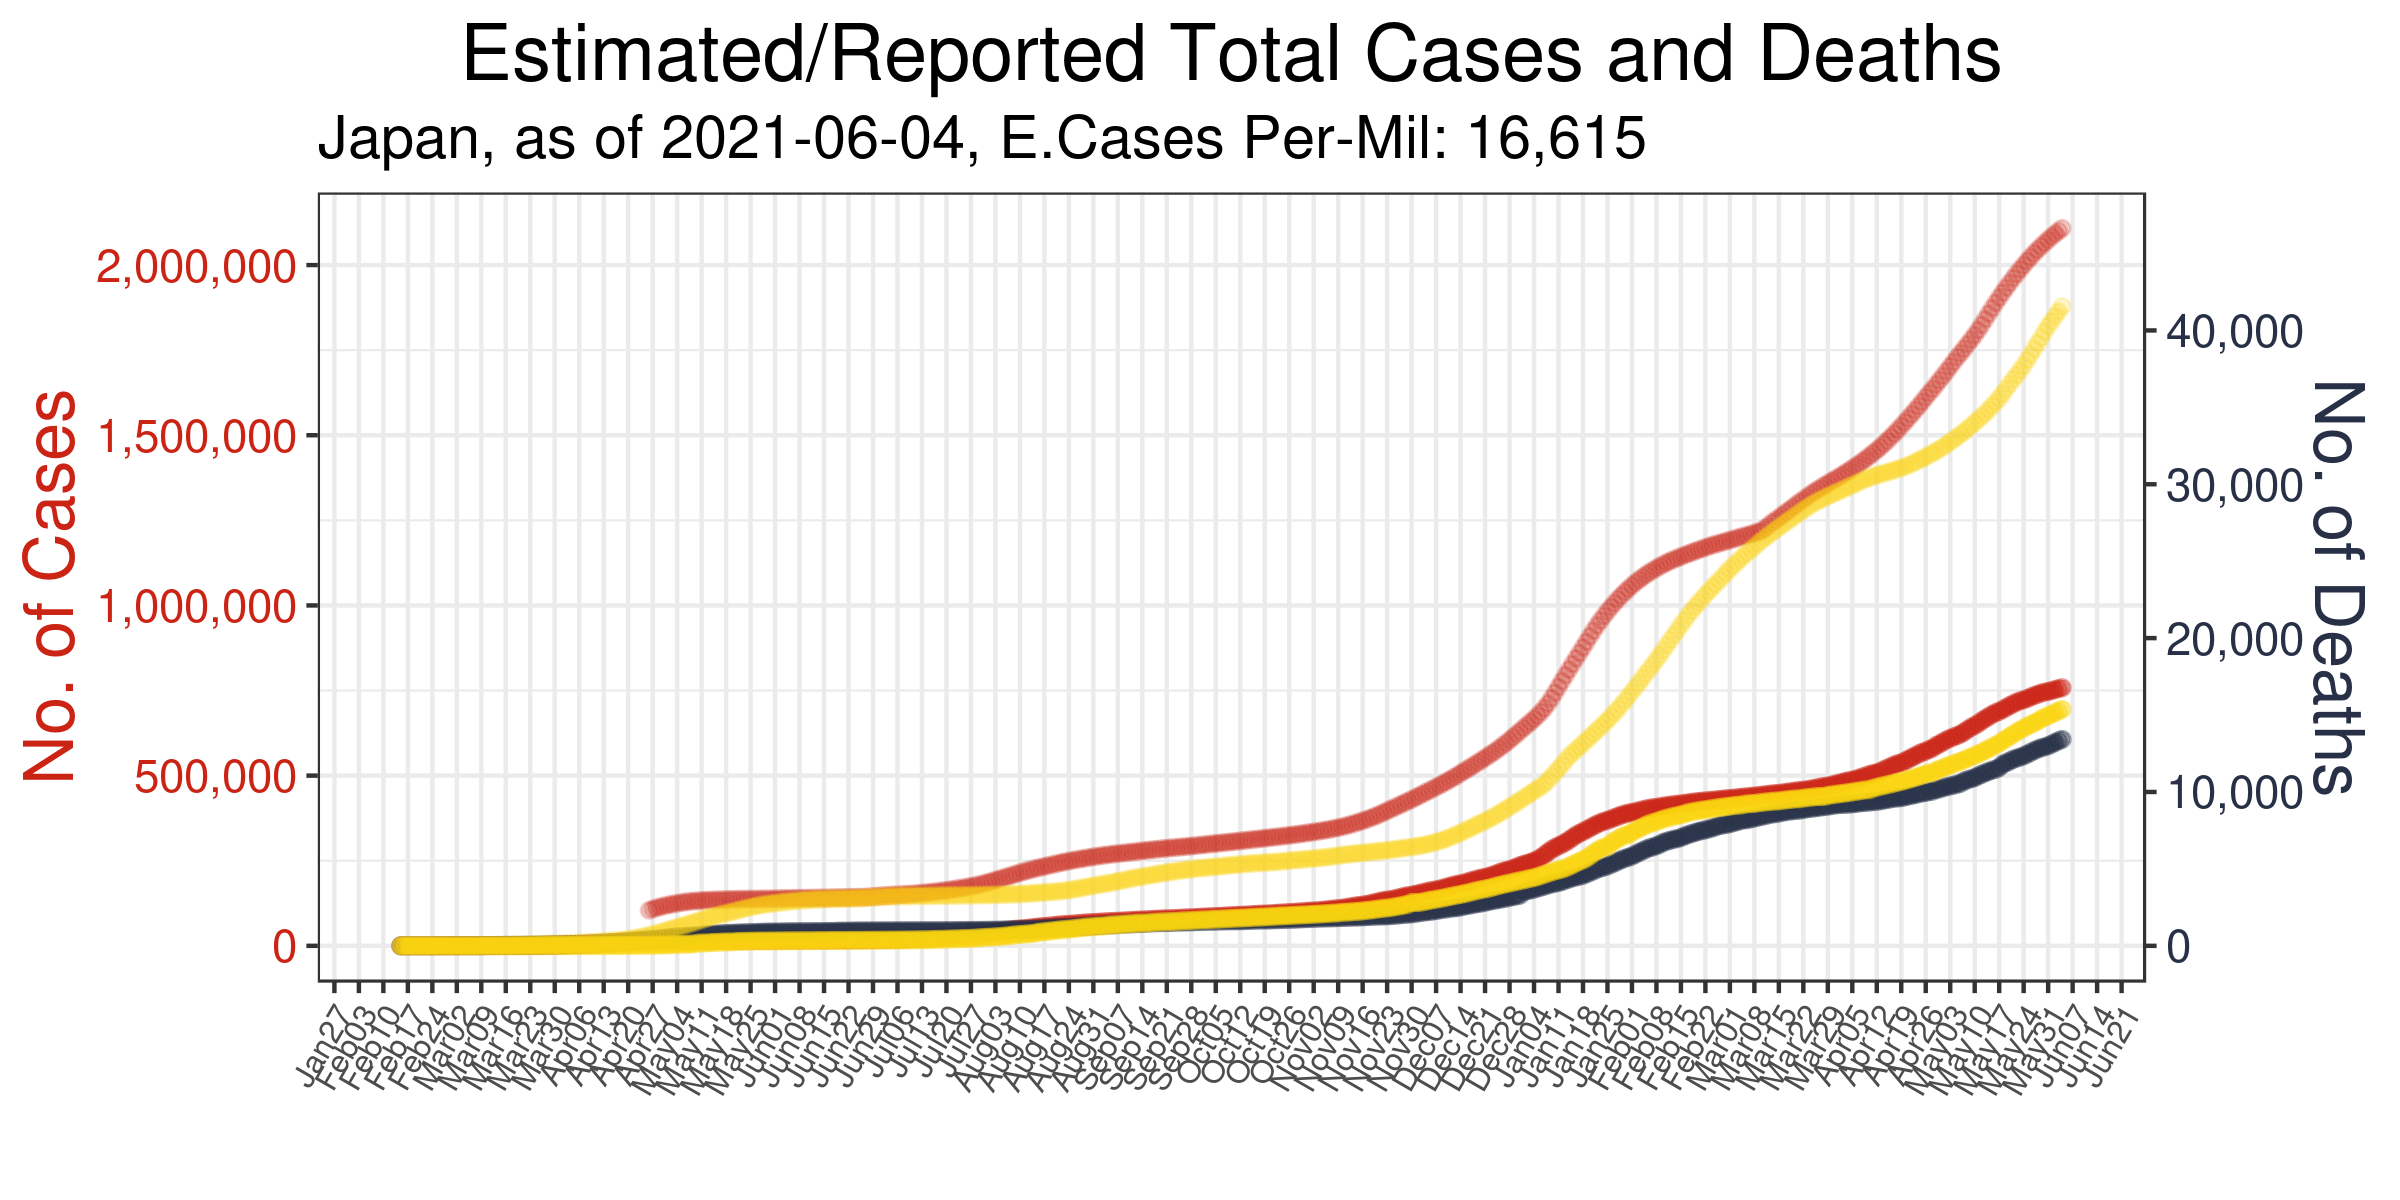 Estimated/Reported Total Cases and Deaths
Japan, as of 2021-06-04, E.Cases Per-Mil: 16,615
No. of Cases
2,000,000
1,500,000
1,000,000
500,000
0
40,000
30,000
20,000
10,000
0
No. of Deaths
Jan27
Feb03
Feb10
Feb17
Feb24
Mar02
Mar09
Mar16
Mar23
Mar30
Apr06
Apr13
Apr20
Apr27
May04
May11
May18
May25
Jun01
Jun08
Jun15
Jun22
Jun29
Jul06
Jul13
Jul20
Jul27
Aug03
Aug10
Aug17
Aug24
Aug31
Sep07
Sep14
Sep21
Sep28
Oct05
Oct12
Oct19
Oct26
Nov02
Nov09
Nov16
Nov23
Nov30
Dec07
Dec14
Dec21
Dec28
Jan04
Jan11
Jan18
Jan25
Feb01
Feb08
Feb15
Feb22
Mar01
Mar08
Mar15
Mar22
Mar29
Apr05
Apr12
Apr19
Apr26
May03
May10
May17
May24
May31
Jun07
Jun14
Jun21